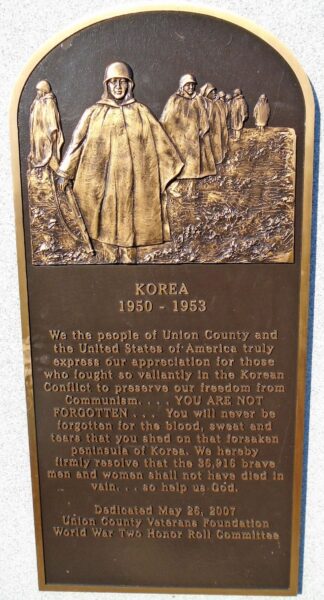 KOREA
1950 - 1953
We the people of Union County and
the United States of America truly
express our appreciation for those
who fought so valiantly in the Korean
Conflict to preserve our freedom from
Communism. . . . YOU ARE NOT
FORGOTTEN . . . You will never be
forgotten for the blood, sweat and
tears that you shed on that forsaken
peninsula of Korea. We hereby
firmly resolve that the 36,916 brave
men and women shall not have died in
vain. . . so help us God.
Dedicated May 28, 2007
Union County Veterans Foundation
World War Two Honor Roll Committee